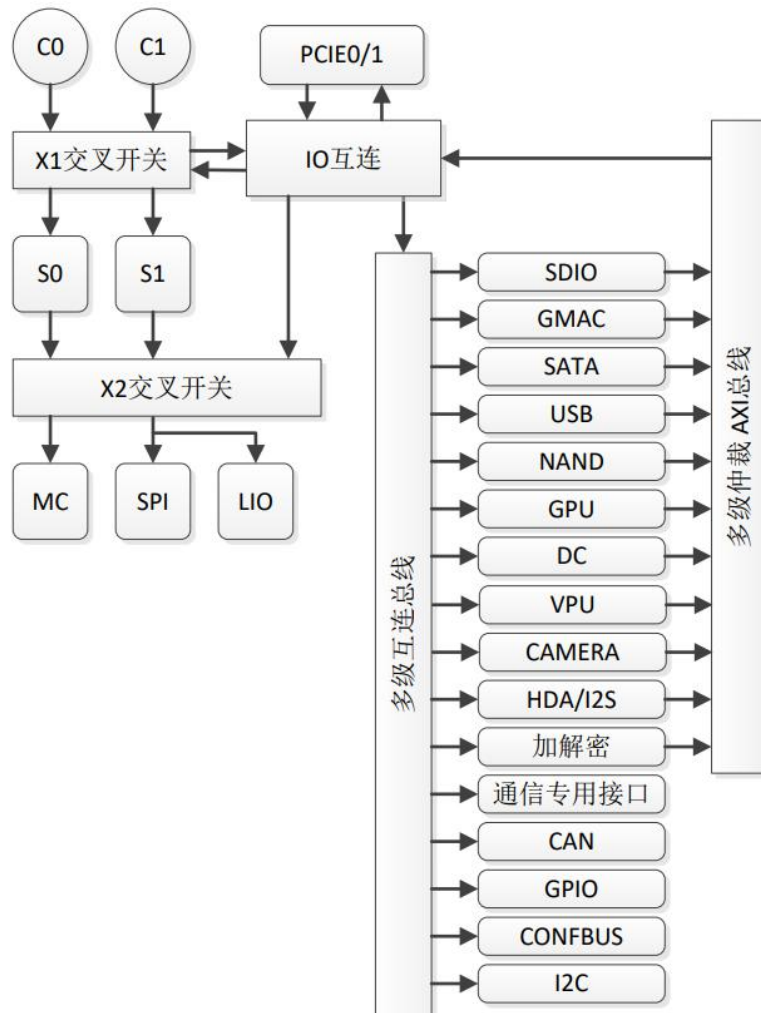 C0
C1
PCIE0/1
X1交叉开关
IO互连
S0
S1
X2交叉开关
MC
SPI
LIO
多级互连总线
SDIO
GMAC
SATA
USB
NAND
GPU
DC
VPU
CAMERA
HDA/I2S
加解密
通信专用接口
CAN
GPIO
CONFBUS
I2C
多级仲裁 AXI总线